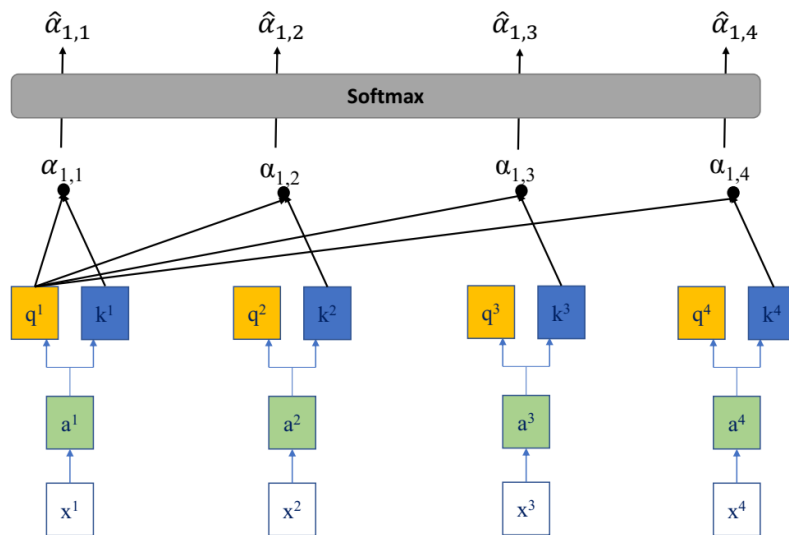 α̂1,1 α̂1,2 α̂1,3 α̂1,4
Softmax
α1,1 α1,2 α1,3 α1,4
q¹ k¹ q² k² q³ k³ q⁴ k⁴
a¹ a² a³ a⁴
x¹ x² x³ x⁴